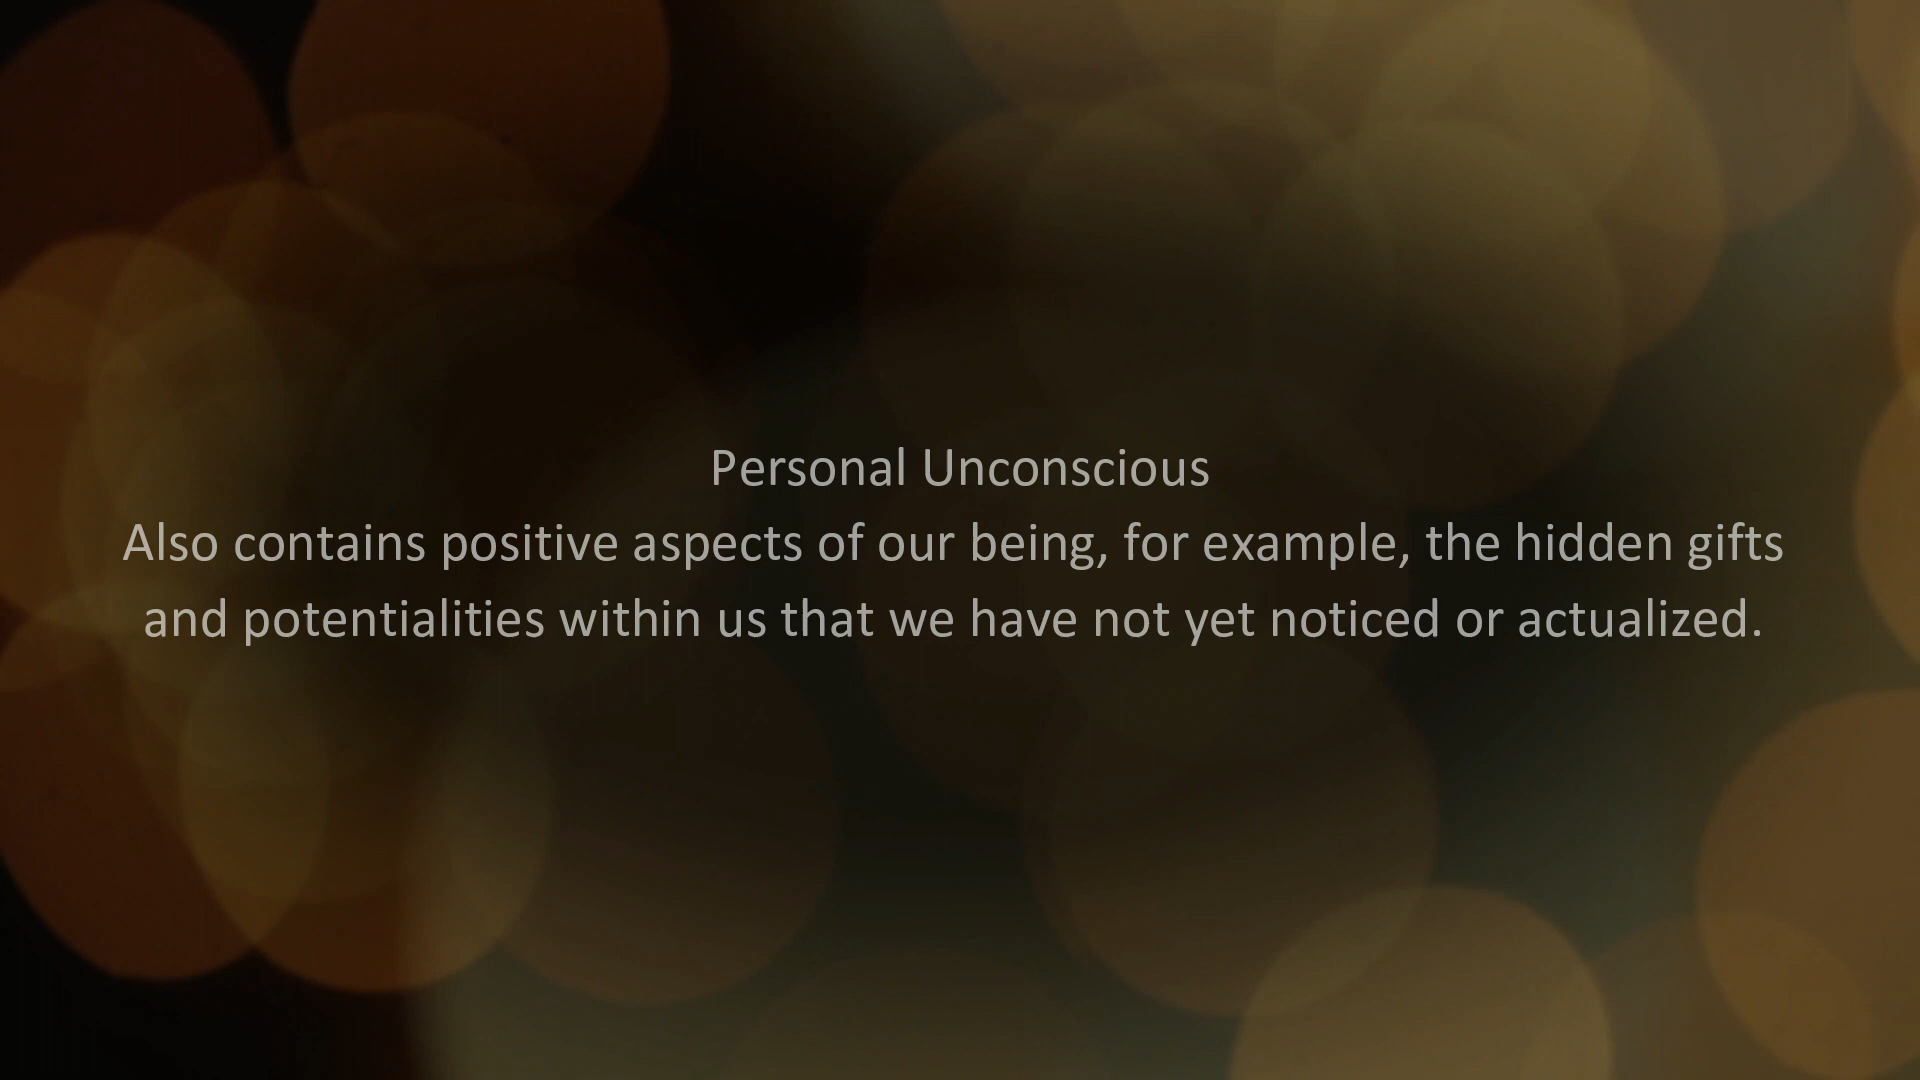 Personal Unconscious
Also contains positive aspects of our being, for example, the hidden gifts
and potentialities within us that we have not yet noticed or actualized.